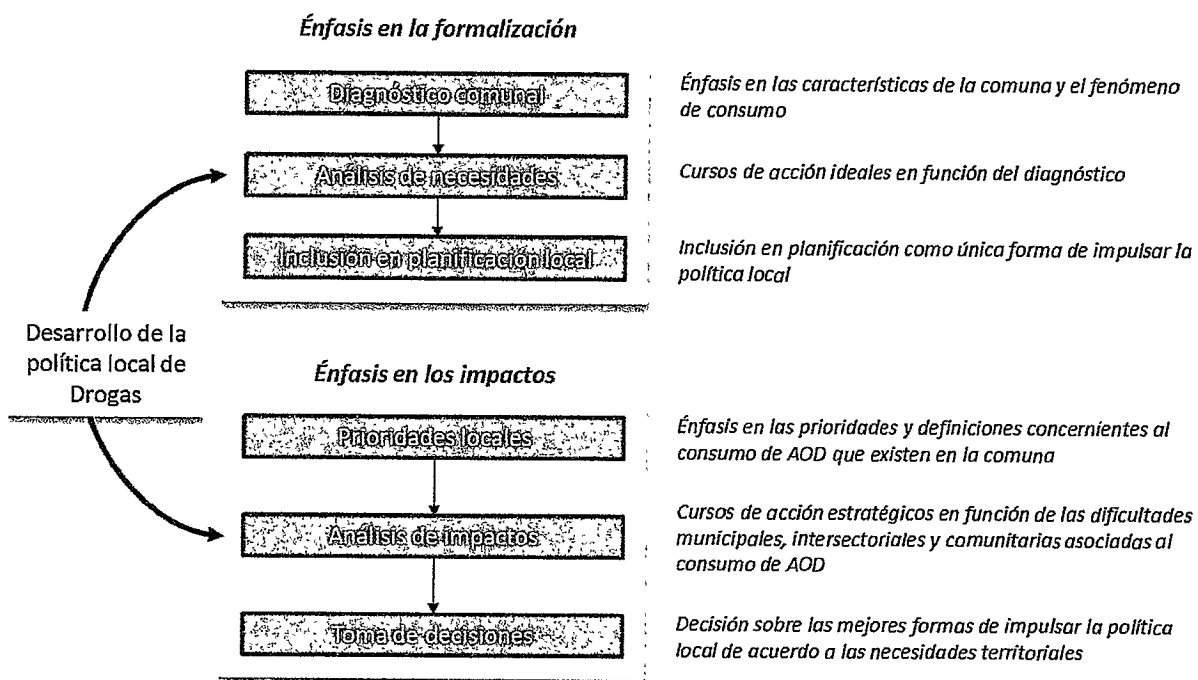 Énfasis en la formalización
Diagnóstico comunal
Énfasis en las características de la comuna y el fenómeno
de consumo
Análisis de necesidades
Cursos de acción ideales en función del diagnóstico
Inclusión en planificación local
Inclusión en planificación como única forma de impulsar la
política local
Desarrollo de la
política local de
Drogas
Énfasis en los impactos
Prioridades locales
Énfasis en las prioridades y definiciones concernientes al
consumo de AOD que existen en la comuna
Análisis de impactos
Cursos de acción estratégicos en función de las dificultades
municipales, intersectoriales y comunitarias asociadas al
consumo de AOD
Toma de decisiones
Decisión sobre las mejores formas de impulsar la política
local de acuerdo a las necesidades territoriales